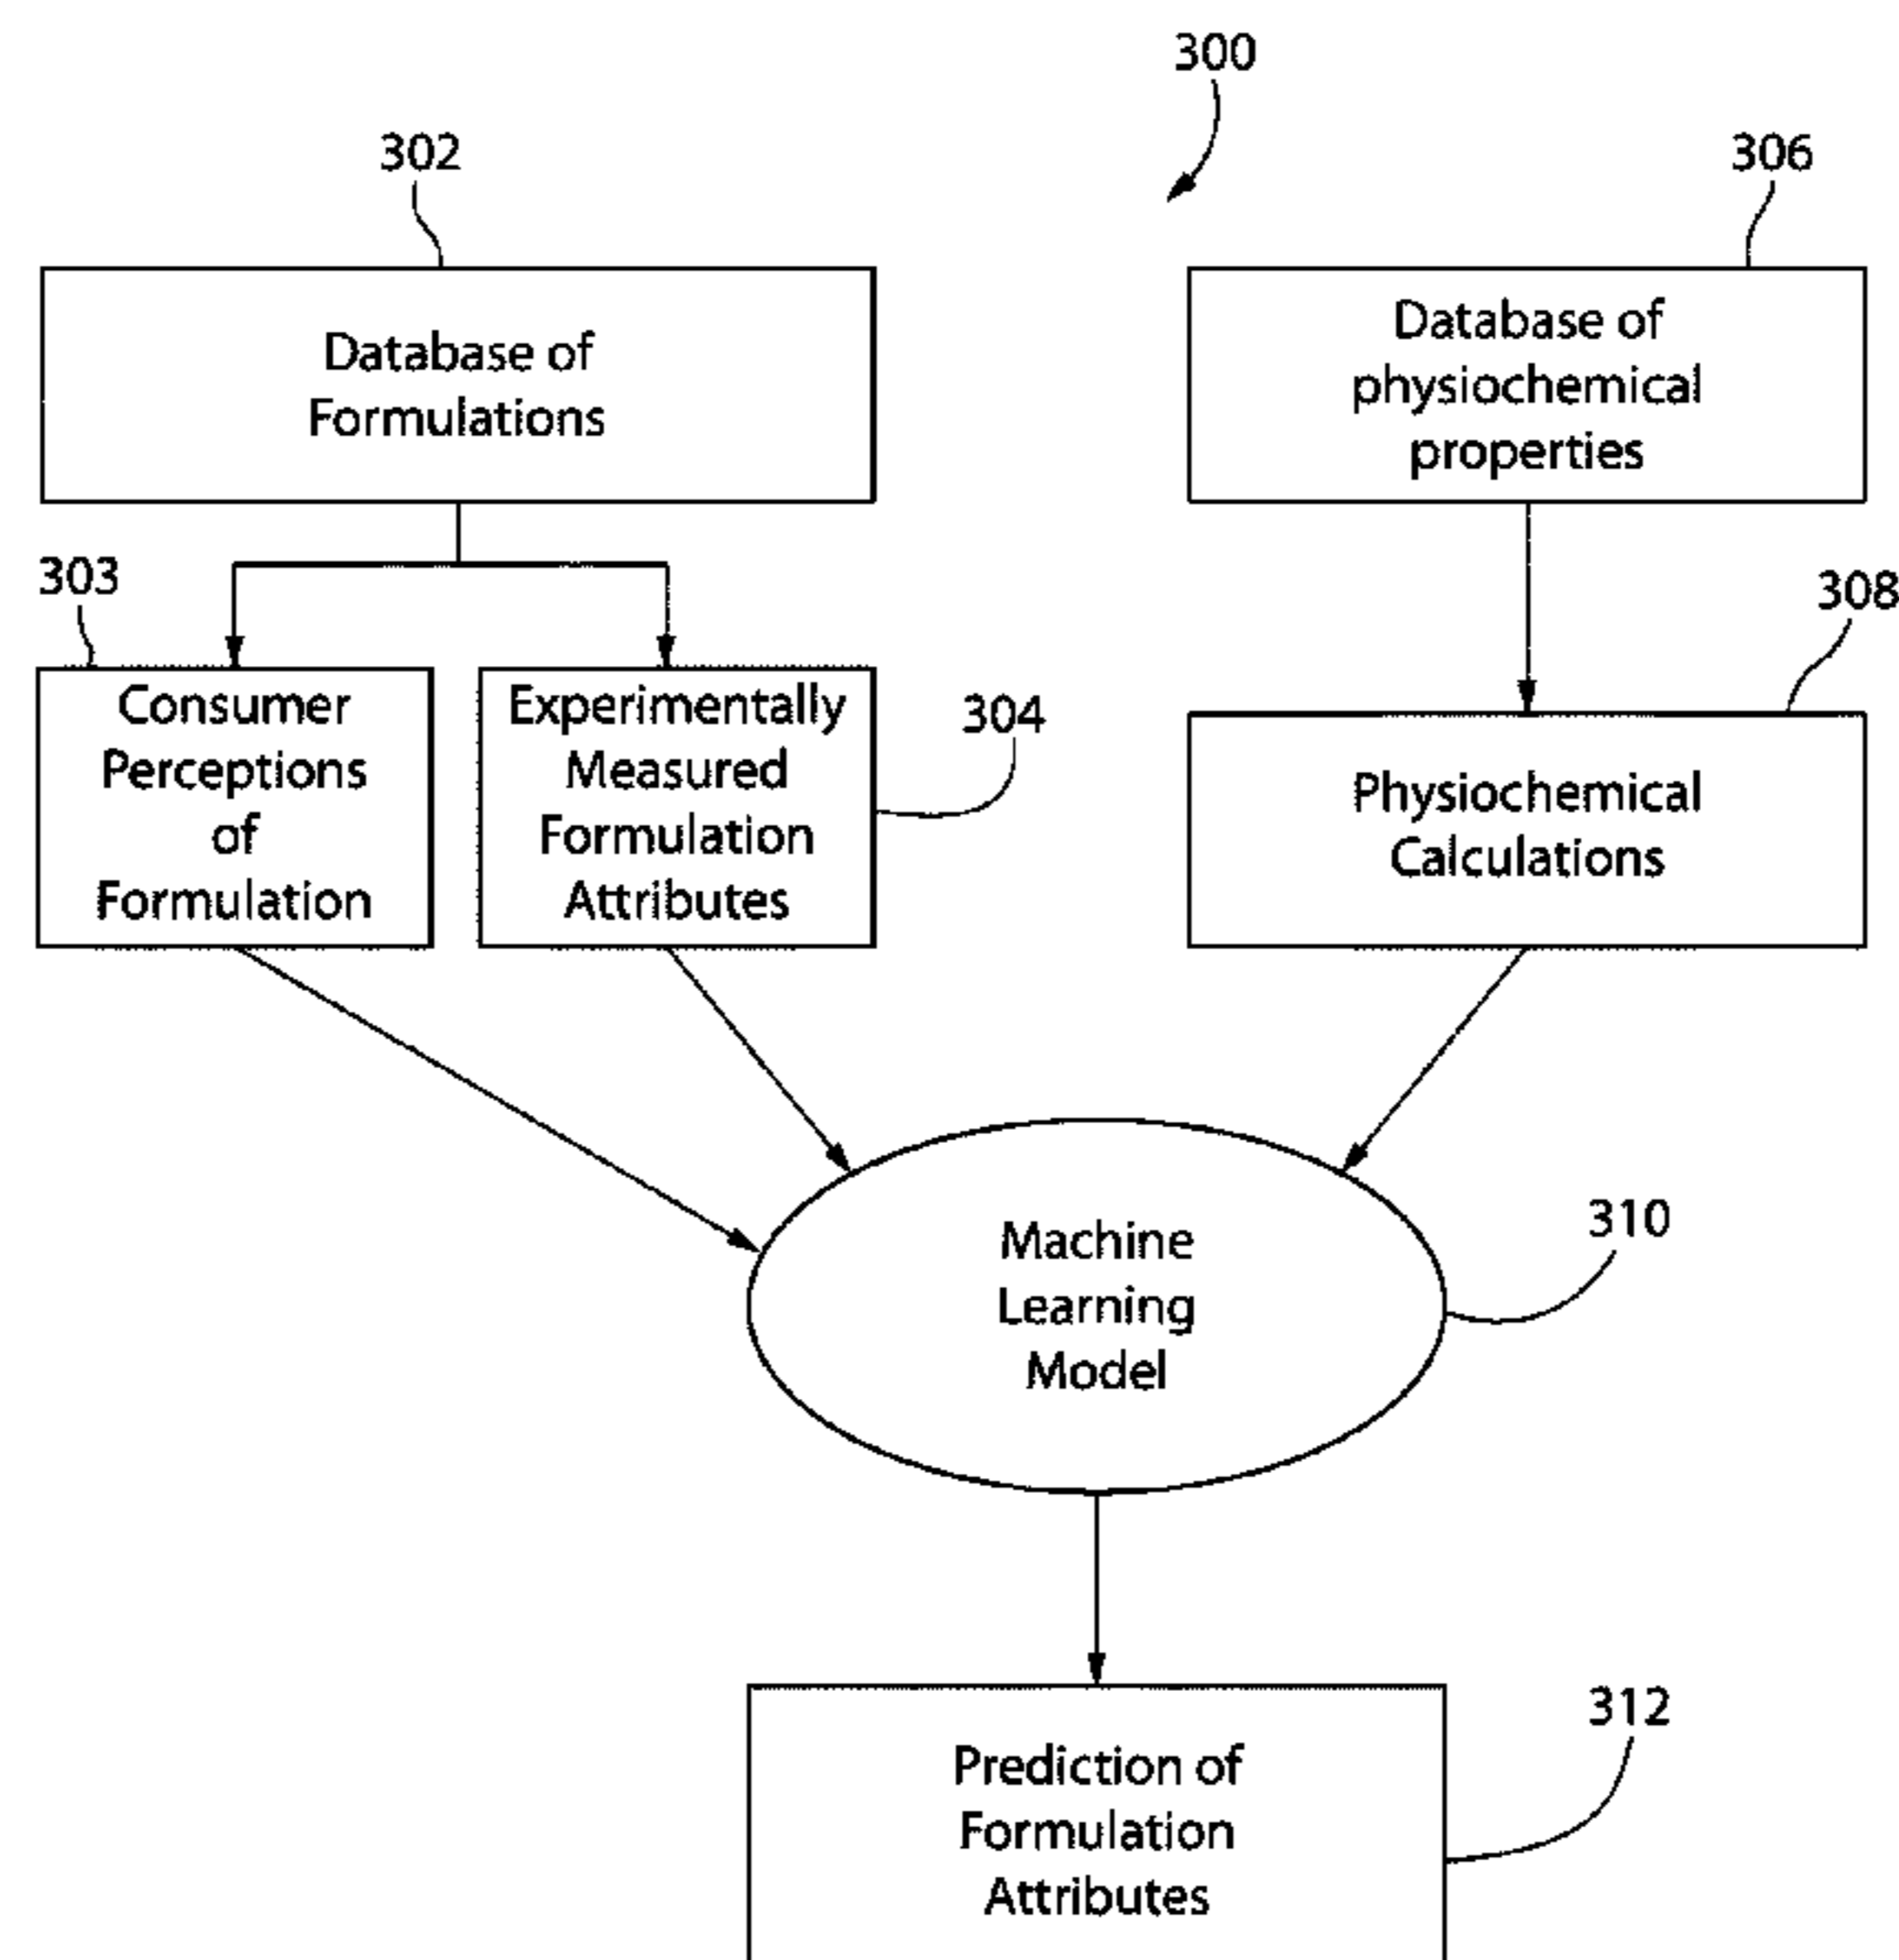 300
302
306
Database of
Formulations
Database of
physiochemical
properties
303
308
Consumer
Perceptions
of
Formulation
Experimentally
Measured
Formulation
Attributes
304
Physiochemical
Calculations
Machine
Learning
Model
310
312
Prediction of
Formulation
Attributes